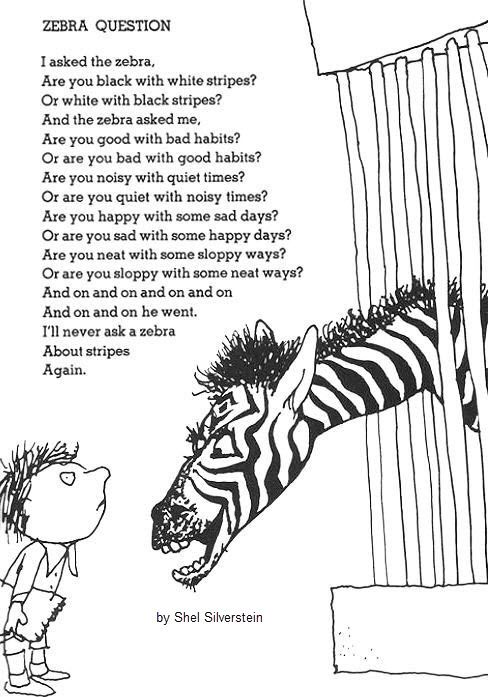 ZEBRA QUESTION
I asked the zebra,
Are you black with white stripes?
Or white with black stripes?
And the zebra asked me,
Are you good with bad habits?
Or are you bad with good habits?
Are you noisy with quiet times?
Or are you quiet with noisy times?
Are you happy with some sad days?
Or are you sad with some happy days?
Are you neat with some sloppy ways?
Or are you sloppy with some neat ways?
And on and on and on and on
And on and on he went.
I'll never ask a zebra
About stripes
Again.
by Shel Silverstein